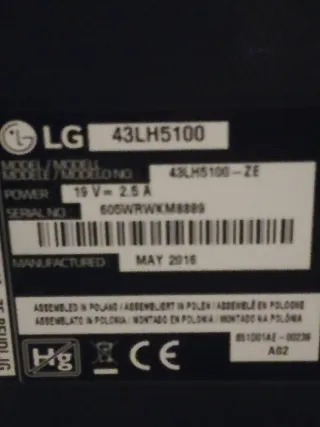 LG 43LH5100
MODEL / MODELL
MODELE / MODELO NO. 43LH5100-ZE
POWER 19 V= 2.5 A
SERIAL NO. 605WRWKM8889
MANUFACTURED MAY 2016
ASSEMBLED IN POLAND / ASSEMBLIERT IN POLEN / ASSEMBLÉ EN POLOGNE
ASSEMBLATO IN POLONIA / MONTADO EN POLONIA / MONTADO NA POLÓNIA
Hg CE
A02